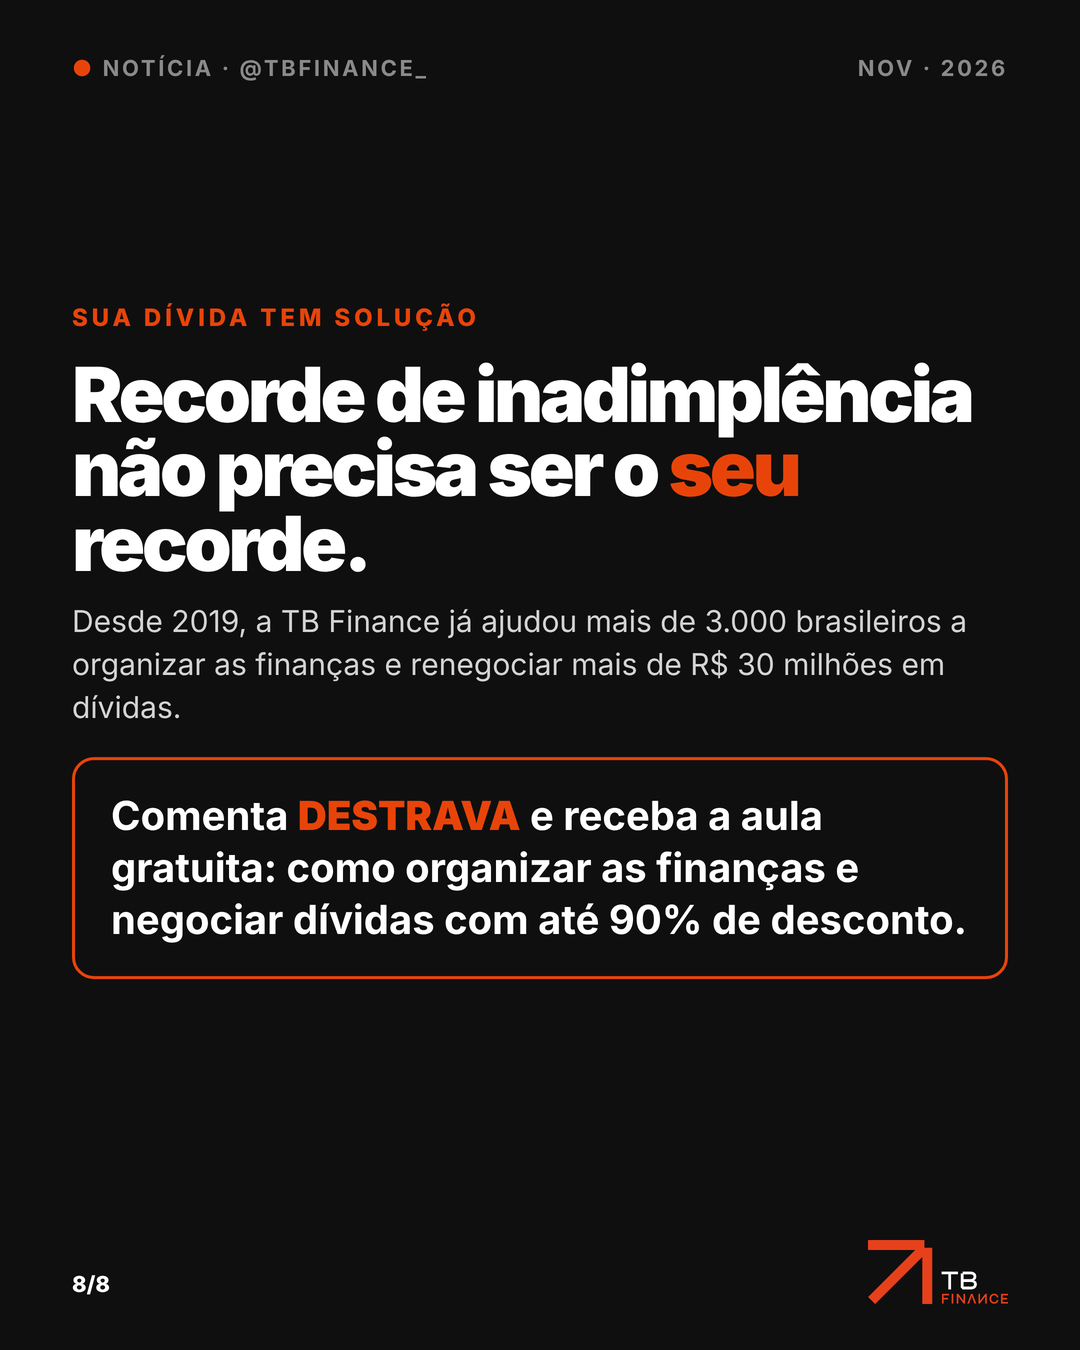 NOTÍCIA · @TBFINANCE_
NOV · 2026
SUA DÍVIDA TEM SOLUÇÃO
Recorde de inadimplência
não precisa ser o seu
recorde.
Desde 2019, a TB Finance já ajudou mais de 3.000 brasileiros a
organizar as finanças e renegociar mais de R$ 30 milhões em
dívidas.
Comenta DESTRAVA e receba a aula
gratuita: como organizar as finanças e
negociar dívidas com até 90% de desconto.
8/8
TB
FINANCE